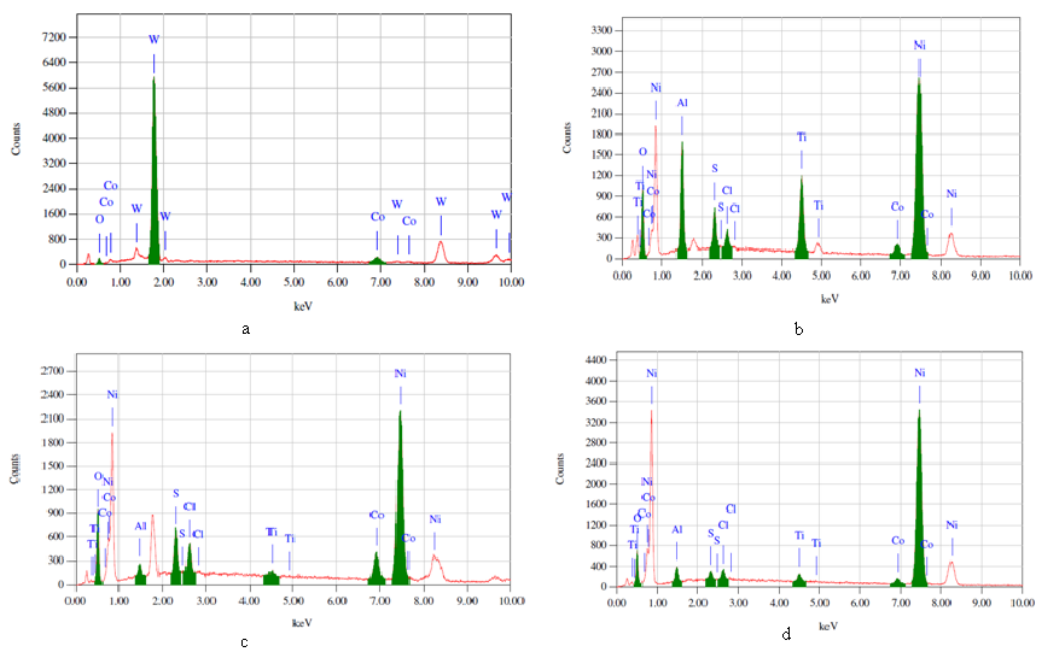 7200
6400
5600
4800
4000
3200
2400
1600
800
0
Counts
W
Co
Co
O
W
W
Co
W
Co
W
W
W
0.00 1.00 2.00 3.00 4.00 5.00 6.00 7.00 8.00 9.00 10.00
keV
a
3300
3000
2700
2400
2100
1800
1500
1200
900
600
300
0
Counts
Ni
Ni
Al
O
Ti
Ni
Ti
Co
Ti
Co
S
S
Cl
Cl
Ti
Co
Co
Ni
0.00 1.00 2.00 3.00 4.00 5.00 6.00 7.00 8.00 9.00 10.00
keV
b
2700
2400
2100
1800
1500
1200
900
600
300
0
Counts
Ni
Ni
O
Ni
Co
Co
Al
S
S
Cl
Cl
Ti
Ti
Co
Co
Ni
0.00 1.00 2.00 3.00 4.00 5.00 6.00 7.00 8.00 9.00 10.00
keV
c
4400
4000
3600
3200
2800
2400
2000
1600
1200
800
400
0
Counts
Ni
Ni
Ni
Co
O
Co
Ti
Ti
Al
S
S
Cl
Cl
Ti
Ti
Co
Co
Ni
0.00 1.00 2.00 3.00 4.00 5.00 6.00 7.00 8.00 9.00 10.00
keV
d